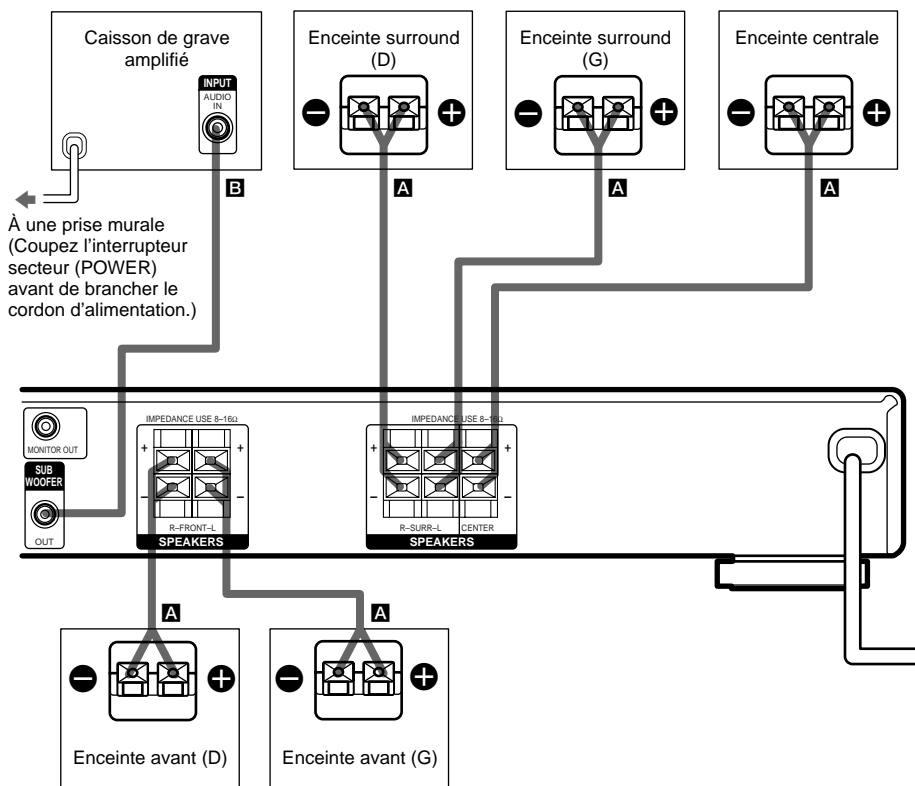 Caisson de grave
amplifié
INPUT
AUDIO
IN
Enceinte surround
(D)
Enceinte surround
(G)
Enceinte centrale
B
A
A
A
À une prise murale
(Coupez l'interrupteur
secteur (POWER)
avant de brancher le
cordon d'alimentation.)
MONITOR OUT
SUB
WOOFER
OUT
IMPEDANCE USE 8–16Ω
+ +
– –
R–FRONT–L
SPEAKERS
IMPEDANCE USE 8–16Ω
+ +
– –
R–SURR–L CENTER
SPEAKERS
A
A
Enceinte avant (D)
Enceinte avant (G)